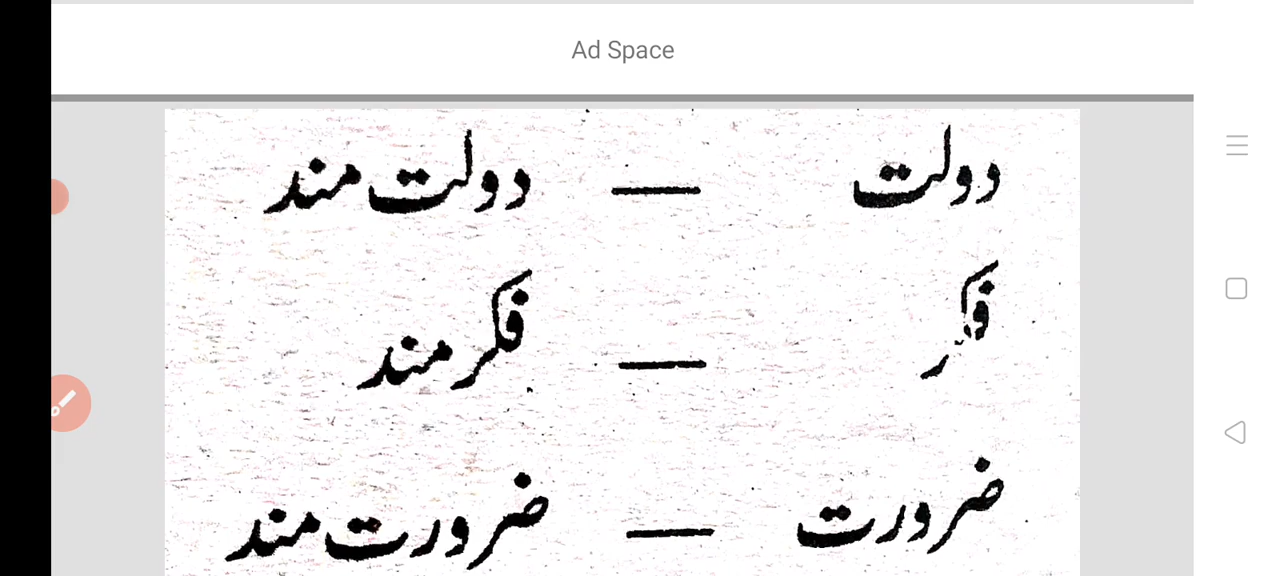 Ad Space
دولت — دولت مند
فکر — فکر مند
ضرورت — ضرورت مند